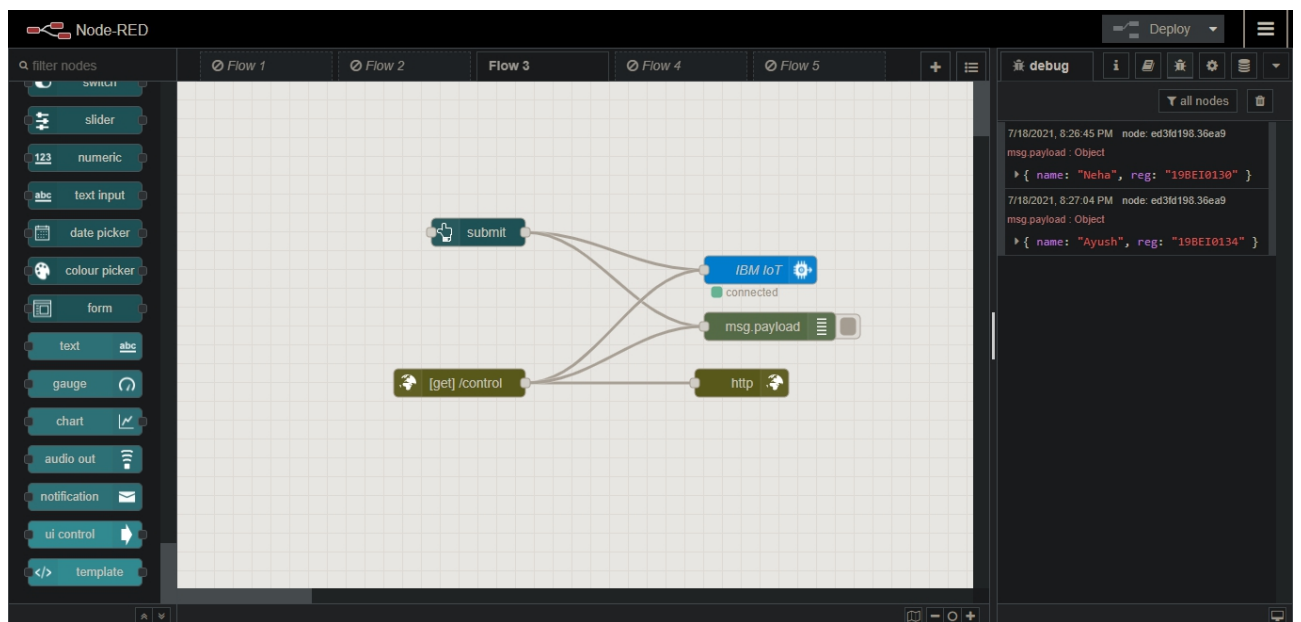 Node-RED
Deploy
filter nodes
Flow 1
Flow 2
Flow 3
Flow 4
Flow 5
debug
i
all nodes
switch
slider
123 numeric
abc text input
date picker
colour picker
form
text abc
gauge
chart
audio out
notification
ui control
</> template
submit
IBM IoT
connected
msg.payload
[get] /control
http
7/18/2021, 8:26:45 PM node: ed3fd198.36ea9
msg.payload : Object
{ name: "Neha", reg: "19BEI0130" }
7/18/2021, 8:27:04 PM node: ed3fd198.36ea9
msg.payload : Object
{ name: "Ayush", reg: "19BEI0134" }